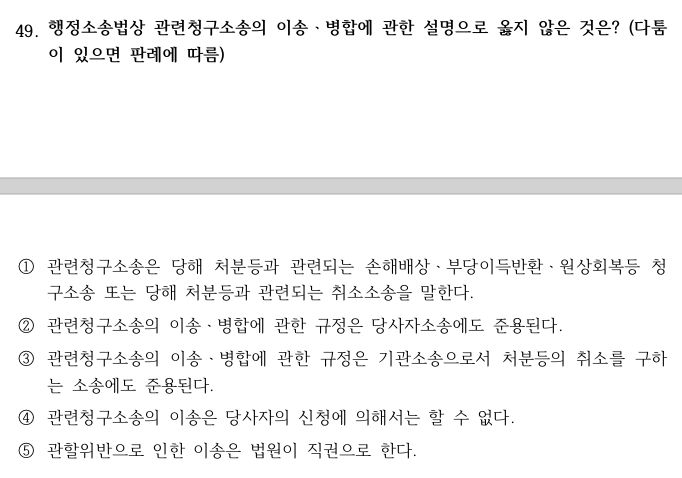 49. 행정소송법상 관련청구소송의 이송ㆍ병합에 관한 설명으로 옳지 않은 것은? (다툼
이 있으면 판례에 따름)
① 관련청구소송은 당해 처분등과 관련되는 손해배상ㆍ부당이득반환ㆍ원상회복등 청
구소송 또는 당해 처분등과 관련되는 취소소송을 말한다.
② 관련청구소송의 이송ㆍ병합에 관한 규정은 당사자소송에도 준용된다.
③ 관련청구소송의 이송ㆍ병합에 관한 규정은 기관소송으로서 처분등의 취소를 구하
는 소송에도 준용된다.
④ 관련청구소송의 이송은 당사자의 신청에 의해서는 할 수 없다.
⑤ 관할위반으로 인한 이송은 법원이 직권으로 한다.